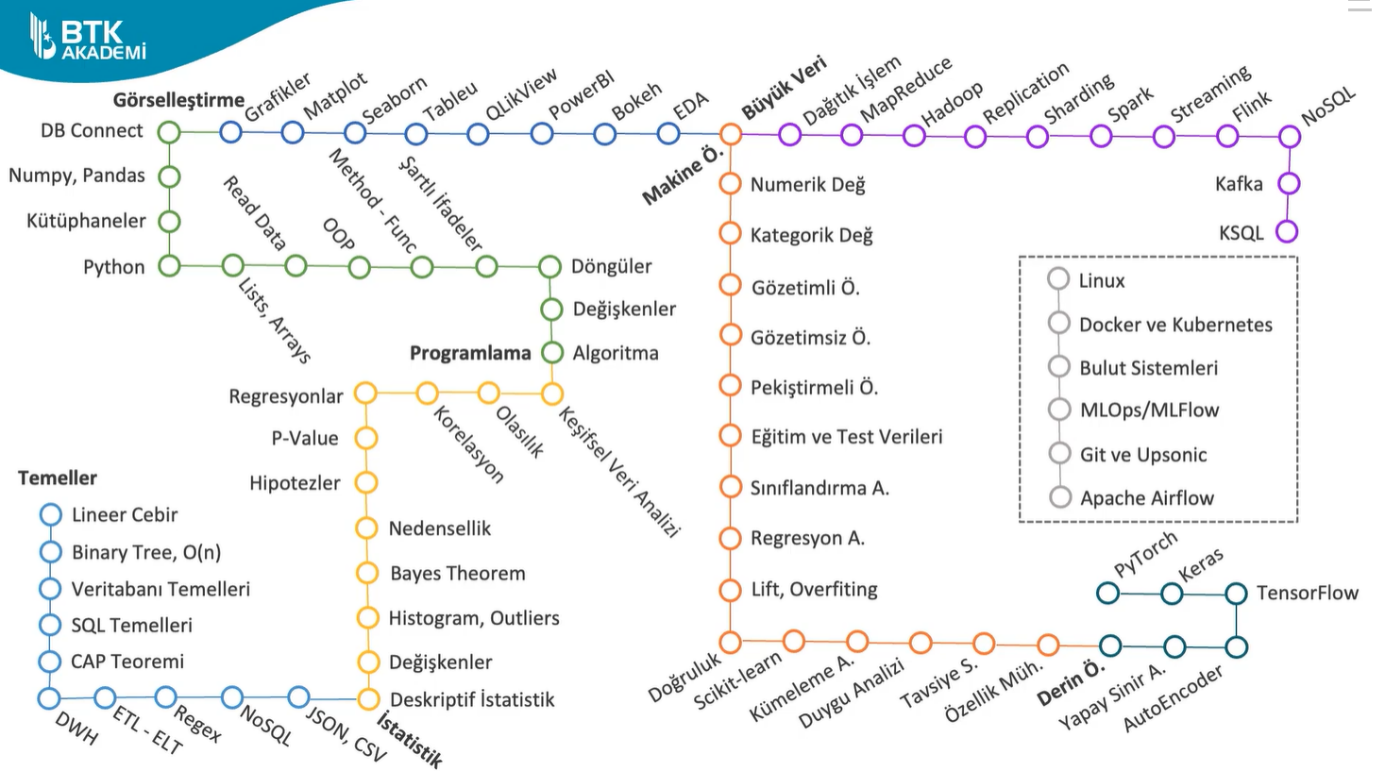 BTK
AKADEMİ
Görselleştirme
Grafikler
Matplot
Seaborn
Tableu
QLikView
PowerBI
Bokeh
EDA
Büyük Veri
Dağıtık İşlem
MapReduce
Hadoop
Replication
Sharding
Spark
Streaming
Flink
NoSQL
Kafka
KSQL
DB Connect
Numpy, Pandas
Kütüphaneler
Python
Lists, Arrays
Read Data
OOP
Method - Func
Şartlı İfadeler
Döngüler
Değişkenler
Algoritma
Programlama
Makine Ö.
Numerik Değ
Kategorik Değ
Gözetimli Ö.
Gözetimsiz Ö.
Pekiştirmeli Ö.
Eğitim ve Test Verileri
Sınıflandırma A.
Regresyon A.
Lift, Overfiting
Doğruluk
Scikit-learn
Kümeleme A.
Duygu Analizi
Tavsiye S.
Özellik Müh.
Derin Ö.
Yapay Sinir A.
AutoEncoder
TensorFlow
Keras
PyTorch
Linux
Docker ve Kubernetes
Bulut Sistemleri
MLOps/MLFlow
Git ve Upsonic
Apache Airflow
Regresyonlar
Korelasyon
Olasılık
Keşifsel Veri Analizi
P-Value
Hipotezler
Nedensellik
Bayes Theorem
Histogram, Outliers
Değişkenler
Deskriptif İstatistik
İstatistik
Temeller
Lineer Cebir
Binary Tree, O(n)
Veritabanı Temelleri
SQL Temelleri
CAP Teoremi
DWH
ETL - ELT
Regex
NoSQL
JSON, CSV